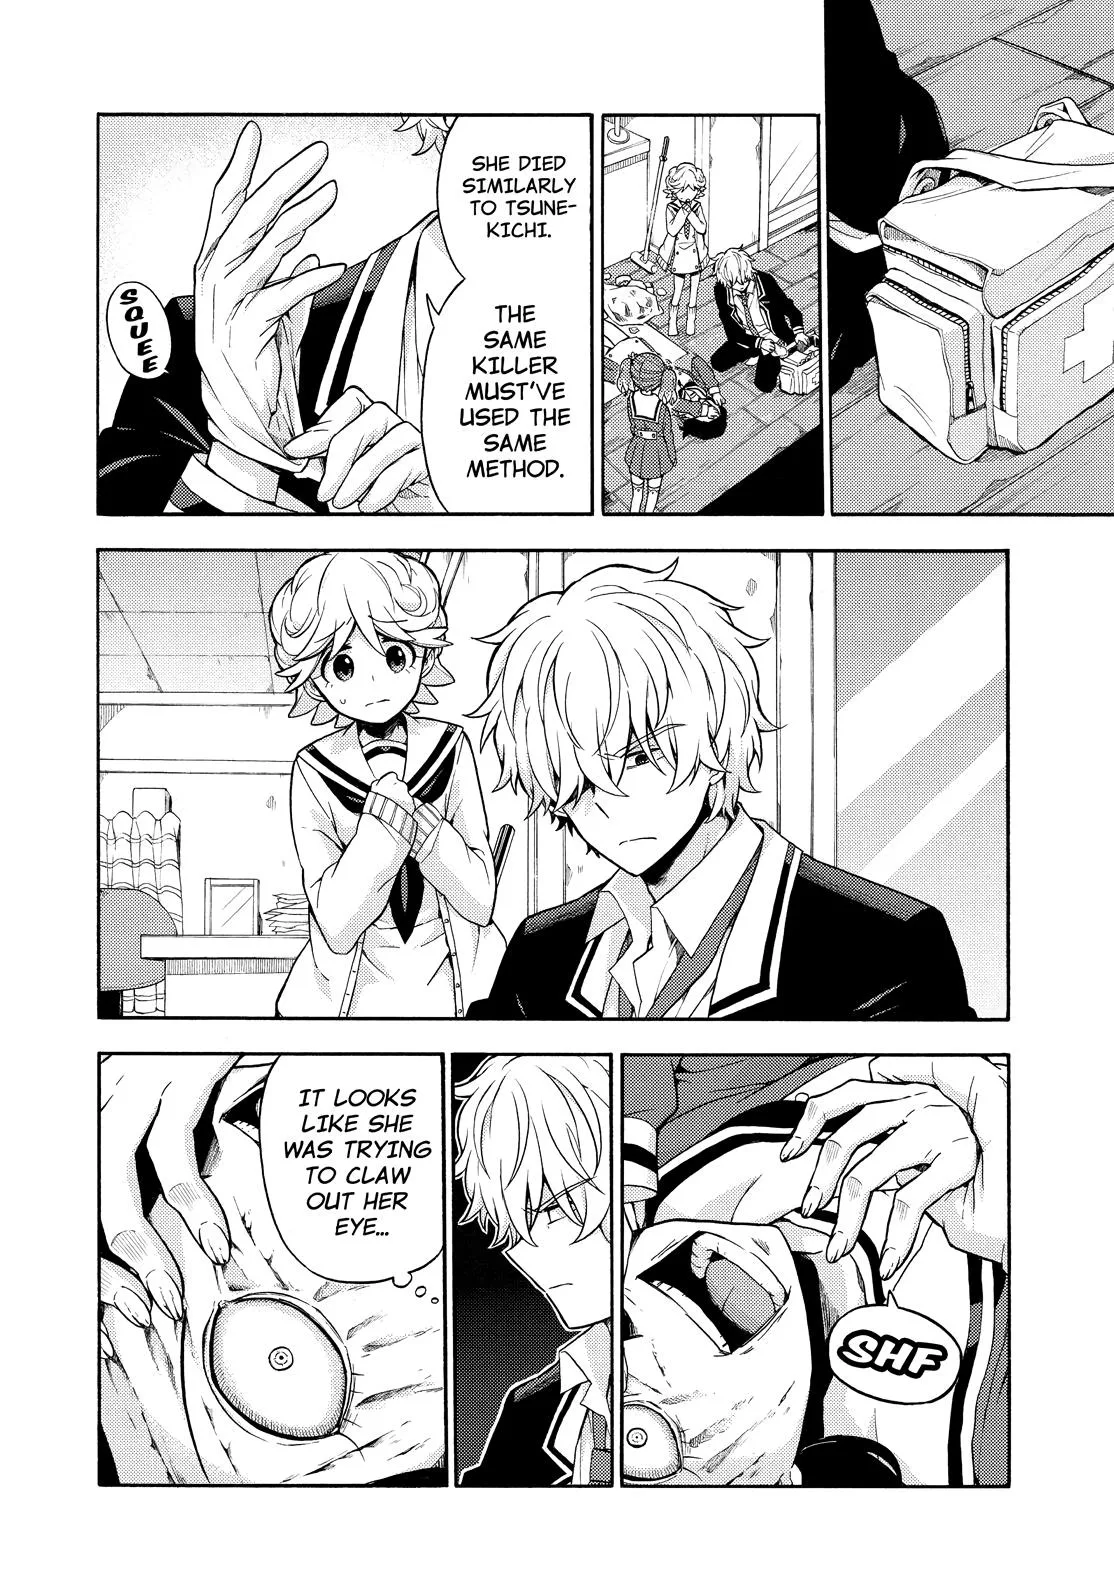 SHE DIED
SIMILARLY
TO TSUNE-
KICHI.
THE
SAME
KILLER
MUST'VE
USED THE
SAME
METHOD.
SQUEE
SHF
IT LOOKS
LIKE SHE
WAS TRYING
TO CLAW
OUT HER
EYE...